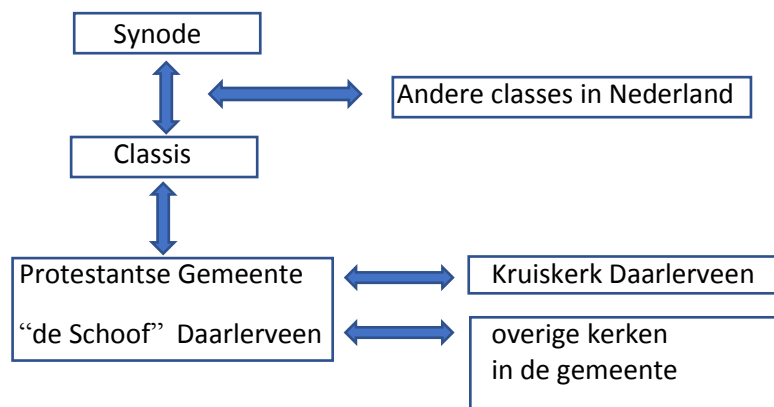 Synode
Andere classes in Nederland
Classis
Protestantse Gemeente
“de Schoof” Daarlerveen
Kruiskerk Daarlerveen
overige kerken
in de gemeente